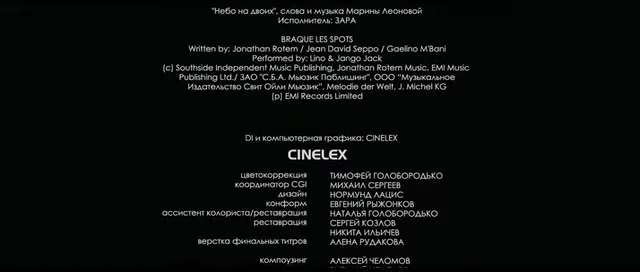 "Небо на двоих", слова и музыка Марины Леоновой
Исполнитель: ЗАРА
BRAQUE LES SPOTS
Written by: Jonathan Rotem / Jean David Seppo / Gaelino M'Bani
Performed by: Lino & Jango Jack
(c) Southside Independent Music Publishing, Jonathan Rotem Music, EMI Music
Publishing Ltd./ ЗАО "С.Б.А. Мьюзик Паблишинг", ООО "Музыкальное
Издательство Свит Ойли Мьюзик", Melodie der Welt, J. Michel KG
(p) EMI Records Limited
DI и компьютерная графика: CINELEX
CINELEX
цветокоррекция ТИМОФЕЙ ГОЛОБОРОДЬКО
координатор CGI МИХАИЛ СЕРГЕЕВ
дизайн НОРМУНД ЛАЦИС
конформ ЕВГЕНИЙ РЫЖОНКОВ
ассистент колориста/реставрация НАТАЛЬЯ ГОЛОБОРОДЬКО
реставрация СЕРГЕЙ КОЗЛОВ
НИКИТА ИЛЬИЧЕВ
верстка финальных титров АЛЕНА РУДАКОВА
компоузинг АЛЕКСЕЙ ЧЕЛОМОВ